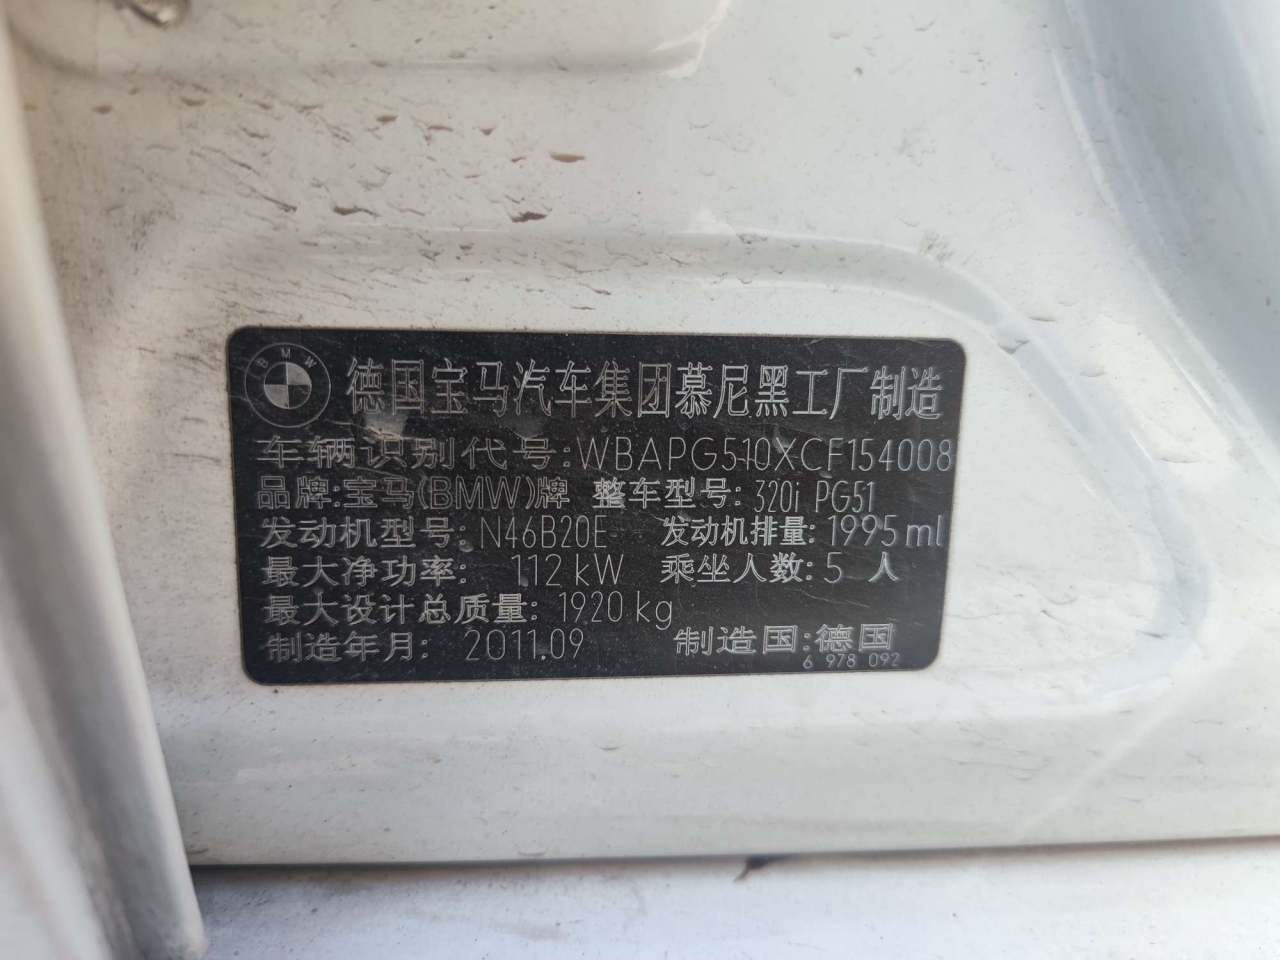 BMW 德国宝马汽车集团慕尼黑工厂制造
车辆识别代号:WBAPG510XCF154008
品牌:宝马(BMW)牌 整车型号: 320i PG51
发动机型号: N46B20E 发动机排量: 1995 ml
最大净功率: 112 kW 乘坐人数: 5 人
最大设计总质量: 1920 kg
制造年月: 2011.09 制造国:德国
6 978 092